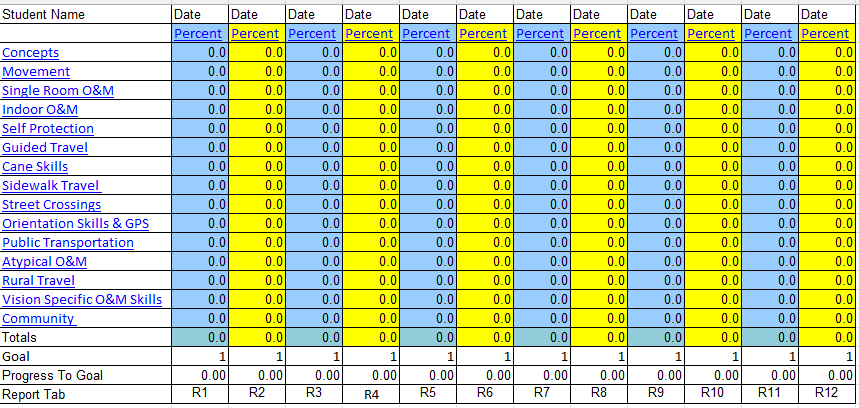 Student Name Date Date Date Date Date Date Date Date Date Date Date Date
Percent Percent Percent Percent Percent Percent Percent Percent Percent Percent Percent Percent
Concepts 0.0 0.0 0.0 0.0 0.0 0.0 0.0 0.0 0.0 0.0 0.0 0.0
Movement 0.0 0.0 0.0 0.0 0.0 0.0 0.0 0.0 0.0 0.0 0.0 0.0
Single Room O&M 0.0 0.0 0.0 0.0 0.0 0.0 0.0 0.0 0.0 0.0 0.0 0.0
Indoor O&M 0.0 0.0 0.0 0.0 0.0 0.0 0.0 0.0 0.0 0.0 0.0 0.0
Self Protection 0.0 0.0 0.0 0.0 0.0 0.0 0.0 0.0 0.0 0.0 0.0 0.0
Guided Travel 0.0 0.0 0.0 0.0 0.0 0.0 0.0 0.0 0.0 0.0 0.0 0.0
Cane Skills 0.0 0.0 0.0 0.0 0.0 0.0 0.0 0.0 0.0 0.0 0.0 0.0
Sidewalk Travel 0.0 0.0 0.0 0.0 0.0 0.0 0.0 0.0 0.0 0.0 0.0 0.0
Street Crossings 0.0 0.0 0.0 0.0 0.0 0.0 0.0 0.0 0.0 0.0 0.0 0.0
Orientation Skills & GPS 0.0 0.0 0.0 0.0 0.0 0.0 0.0 0.0 0.0 0.0 0.0 0.0
Public Transportation 0.0 0.0 0.0 0.0 0.0 0.0 0.0 0.0 0.0 0.0 0.0 0.0
Atypical O&M 0.0 0.0 0.0 0.0 0.0 0.0 0.0 0.0 0.0 0.0 0.0 0.0
Rural Travel 0.0 0.0 0.0 0.0 0.0 0.0 0.0 0.0 0.0 0.0 0.0 0.0
Vision Specific O&M Skills 0.0 0.0 0.0 0.0 0.0 0.0 0.0 0.0 0.0 0.0 0.0 0.0
Community 0.0 0.0 0.0 0.0 0.0 0.0 0.0 0.0 0.0 0.0 0.0 0.0
Totals 0.0 0.0 0.0 0.0 0.0 0.0 0.0 0.0 0.0 0.0 0.0 0.0
Goal 1 1 1 1 1 1 1 1 1 1 1 1
Progress To Goal 0.00 0.00 0.00 0.00 0.00 0.00 0.00 0.00 0.00 0.00 0.00 0.00
Report Tab R1 R2 R3 R4 R5 R6 R7 R8 R9 R10 R11 R12